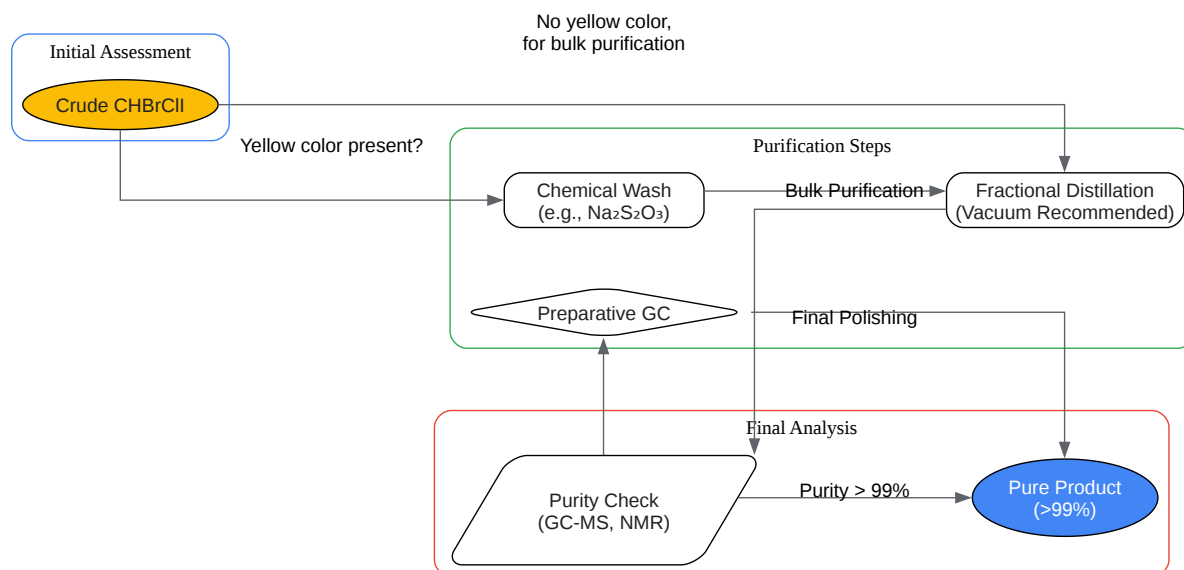 No yellow color,
for bulk purification
Initial Assessment
Crude CHBrClI
Yellow color present?
Purification Steps
Chemical Wash
(e.g., Na₂S₂O₃)
Bulk Purification
Fractional Distillation
(Vacuum Recommended)
Preparative GC
Final Polishing
Final Analysis
Purity Check
(GC-MS, NMR)
Purity > 99%
Pure Product
(>99%)